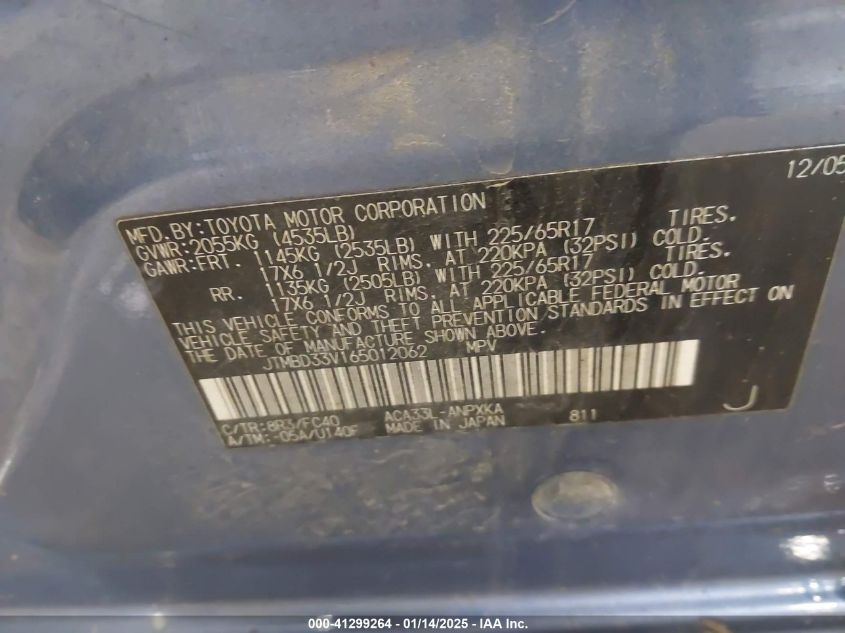 12/05
MFD. BY:TOYOTA MOTOR CORPORATION
GVWR:2055KG (4535LB)
GAWR:FRT. 1145KG (2535LB) WITH 225/65R17 TIRES.
17X6 1/2J RIMS. AT 220KPA (32PSI) COLD.
RR. 1135KG (2505LB) WITH 225/65R17 TIRES.
17X6 1/2J RIMS. AT 220KPA (32PSI) COLD.
THIS VEHICLE CONFORMS TO ALL APPLICABLE FEDERAL MOTOR
VEHICLE SAFETY AND THEFT PREVENTION STANDARDS IN EFFECT ON
THE DATE OF MANUFACTURE SHOWN ABOVE.
JTMBD33V165012062 MPV
C/TR:8R3/FC40 ACA33L-ANPXKA
A/TM:-05A/U140F MADE IN JAPAN 811 J
000-41299264 - 01/14/2025 - IAA Inc.